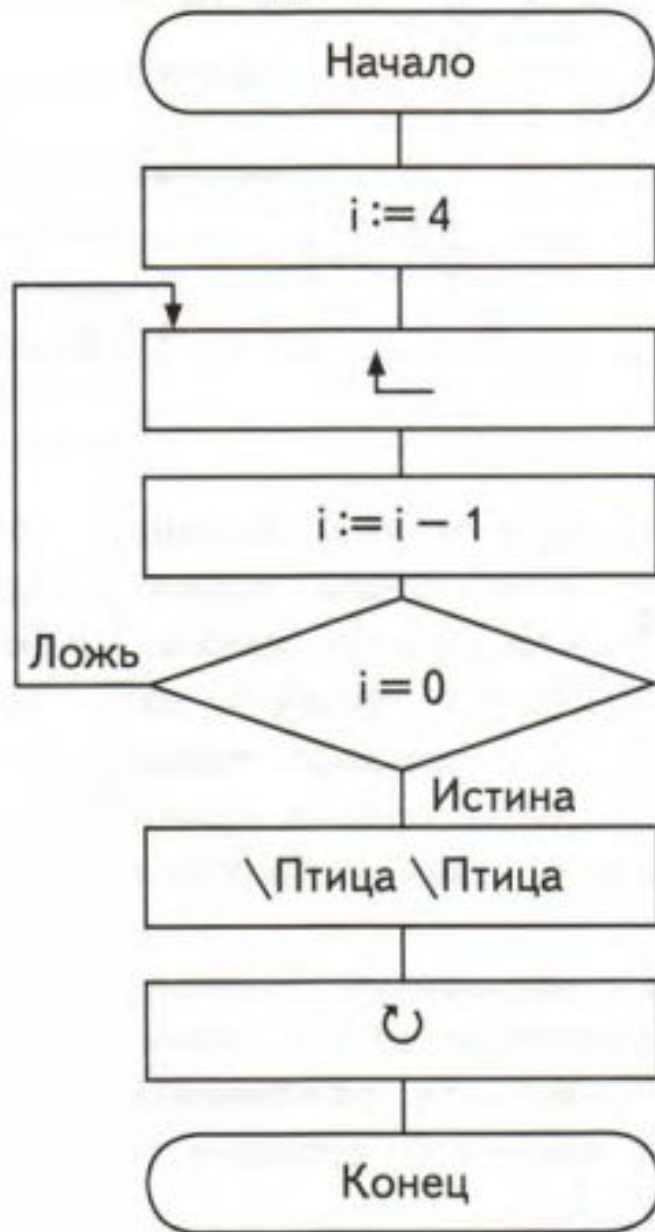 Начало
i := 4
i := i − 1
Ложь
i = 0
Истина
\Птица \Птица
Конец